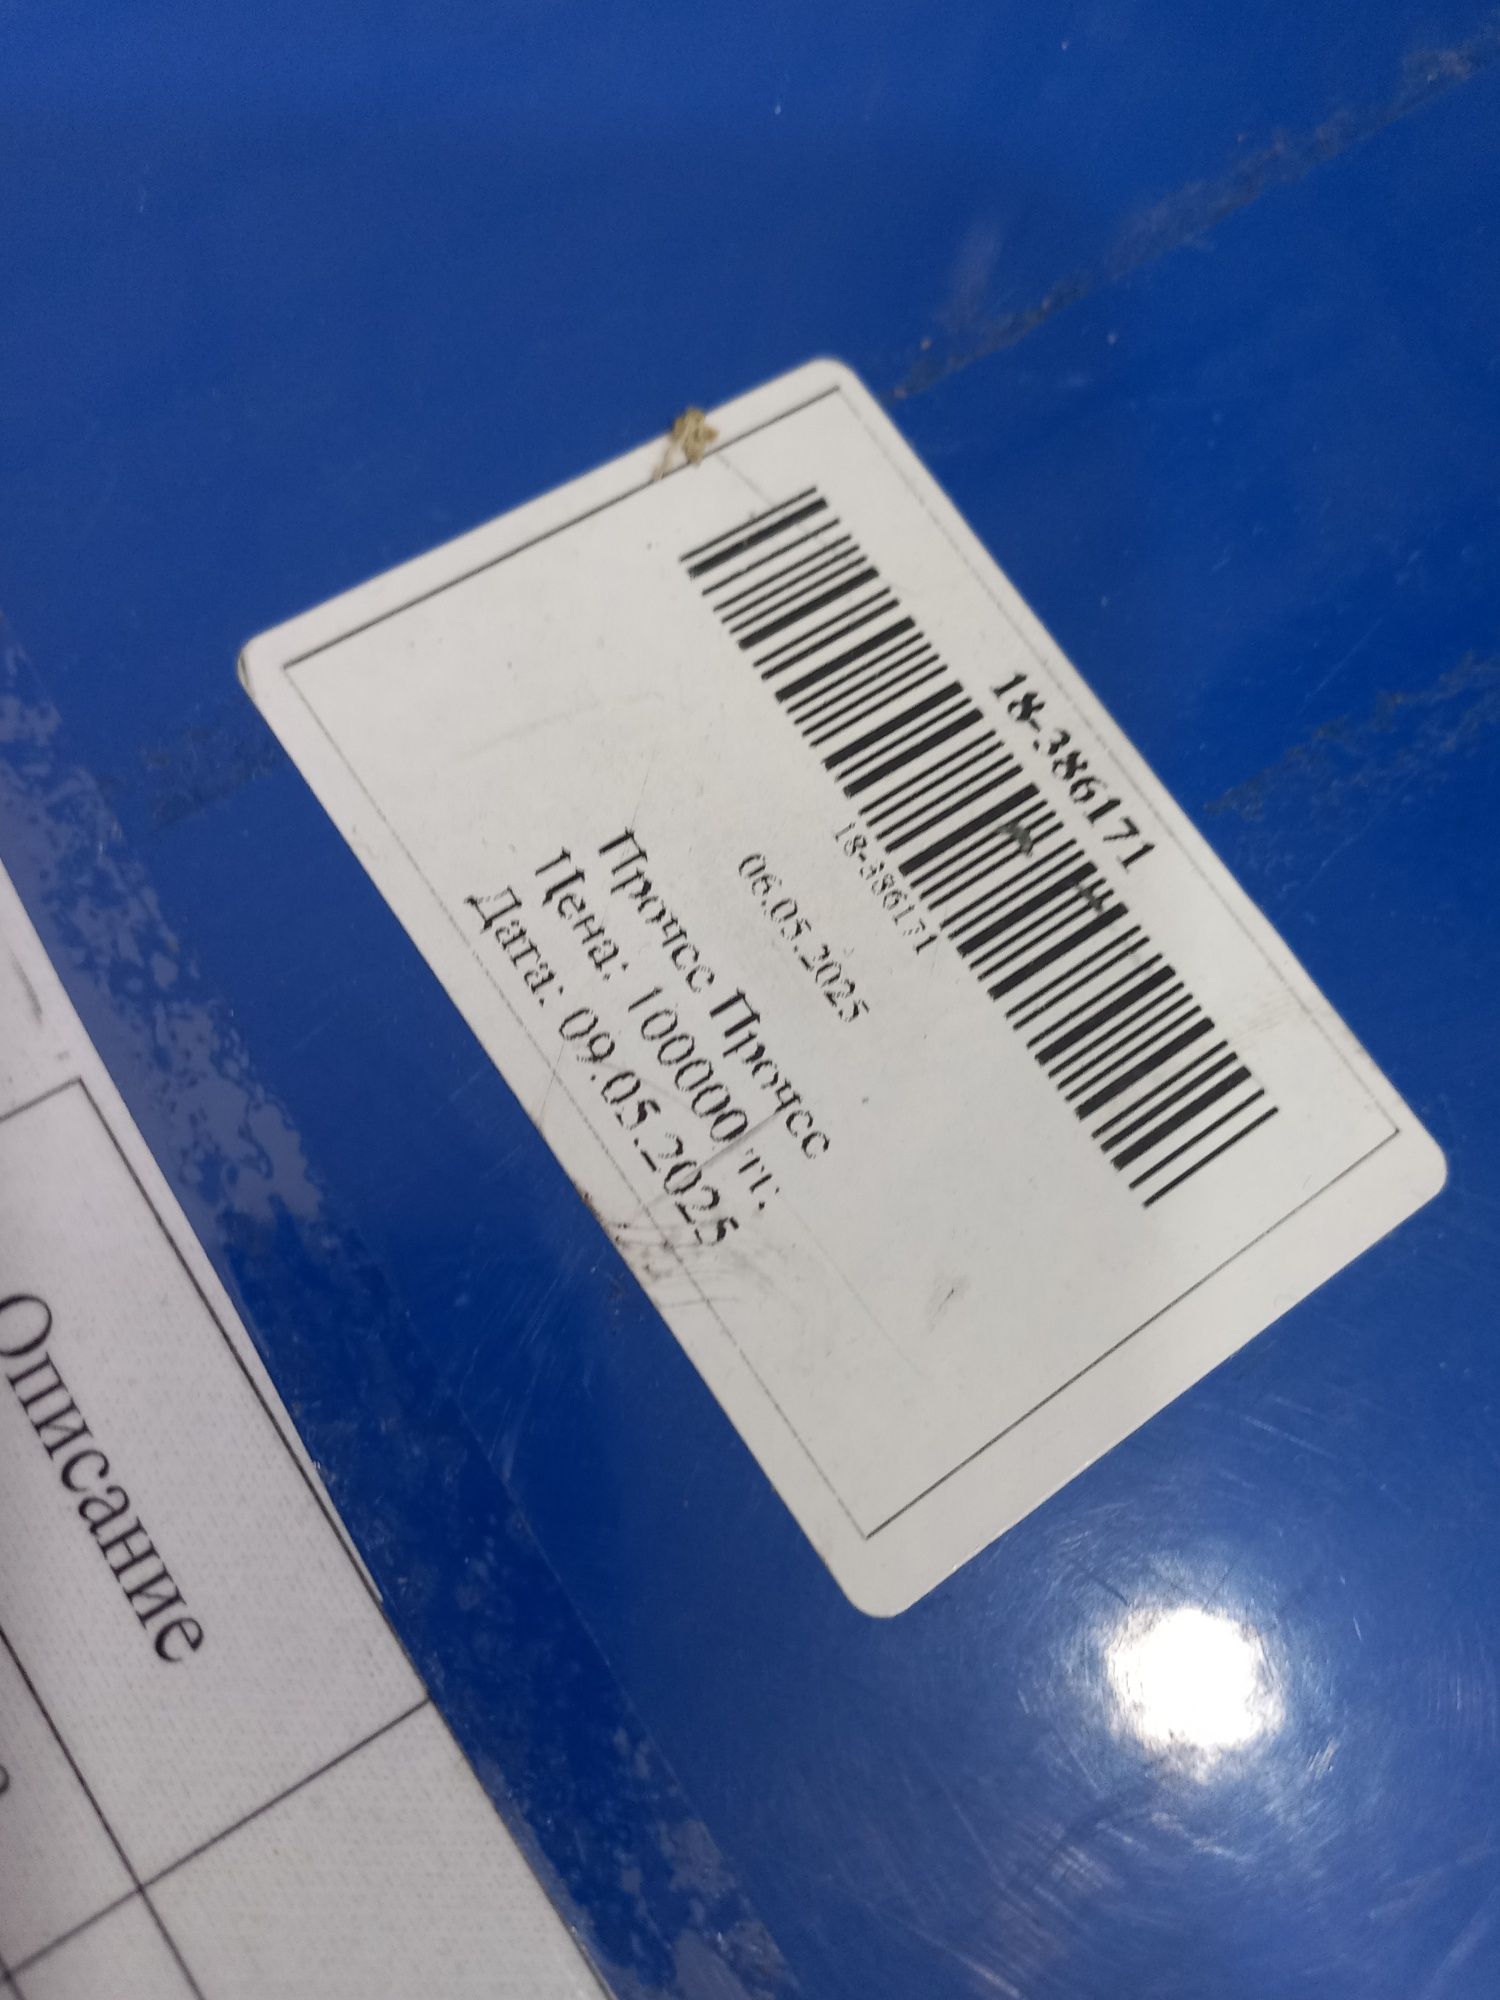 18-386171
18-386171
06.05.2025
Прочее Прочее
Цена: 100000 тг.
Дата: 09.05.2025
Описание